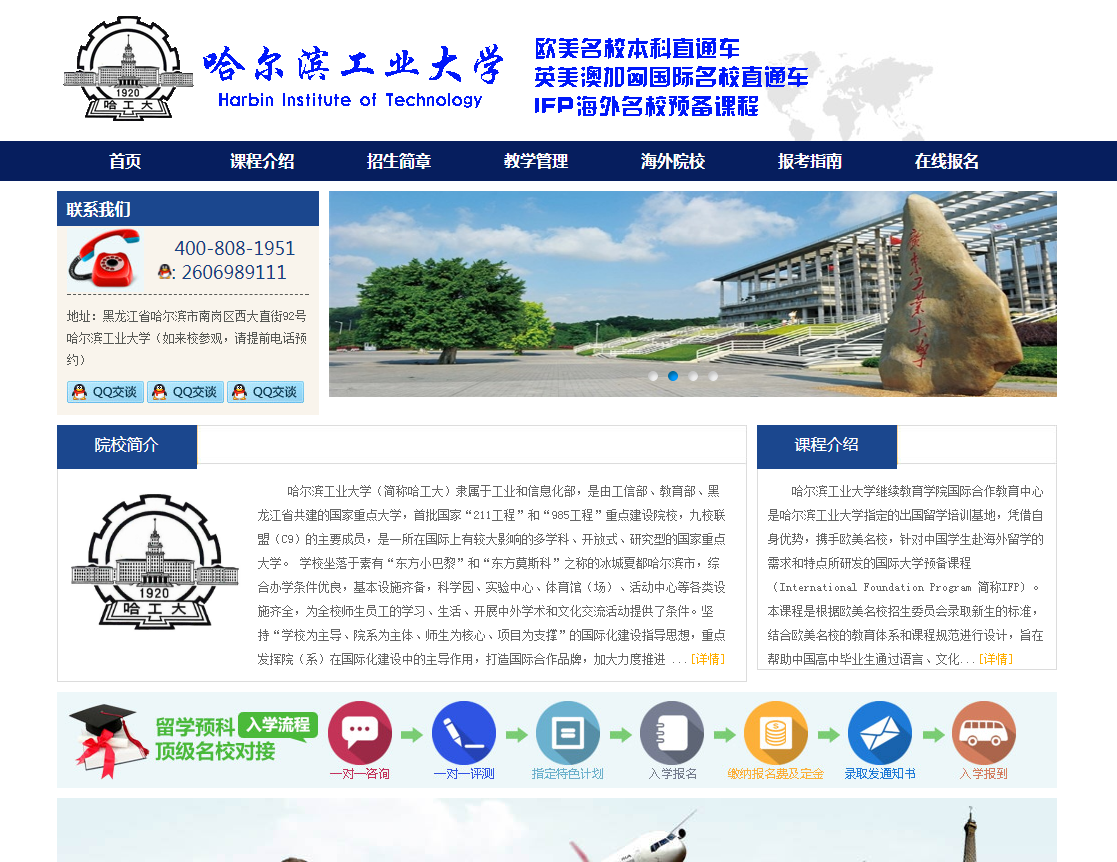 1920
哈工大
哈尔滨工业大学
Harbin Institute of Technology
欧美名校本科直通车
英美澳加囱国际名校直通车
IFP海外名校预备课程
首页
课程介绍
招生简章
教学管理
海外院校
报考指南
在线报名
联系我们
400-808-1951
: 2606989111
地址：黑龙江省哈尔滨市南岗区西大直街92号
哈尔滨工业大学（如来校参观，请提前电话预
约）
QQ交谈
QQ交谈
QQ交谈
广东工业大学
院校简介
1920
哈工大
哈尔滨工业大学（简称哈工大）隶属于工业和信息化部，是由工信部、教育部、黑
龙江省共建的国家重点大学，首批国家“211工程”和“985工程”重点建设院校，九校联
盟（C9）的主要成员，是一所在国际上有较大影响的多学科、开放式、研究型的国家重点
大学。 学校坐落于素有“东方小巴黎”和“东方莫斯科”之称的冰城夏都哈尔滨市，综
合办学条件优良，基本设施齐备，科学园、实验中心、体育馆（场）、活动中心等各类设
施齐全，为全校师生员工的学习、生活、开展中外学术和文化交流活动提供了条件。坚
持“学校为主导、院系为主体、师生为核心、项目为支撑”的国际化建设指导思想，重点
发挥院（系）在国际化建设中的主导作用，打造国际合作品牌，加大力度推进 ...[详情]
课程介绍
哈尔滨工业大学继续教育学院国际合作教育中心
是哈尔滨工业大学指定的出国留学培训基地，凭借自
身优势，携手欧美名校，针对中国学生赴海外留学的
需求和特点所研发的国际大学预备课程
（International Foundation Program 简称IFP）。
本课程是根据欧美名校招生委员会录取新生的标准，
结合欧美名校的教育体系和课程规范进行设计，旨在
帮助中国高中毕业生通过语言、文化...[详情]
留学预科 入学流程
顶级名校对接
一对一咨询
一对一评测
指定特色计划
入学报名
缴纳报名费及定金
录取发通知书
入学报到